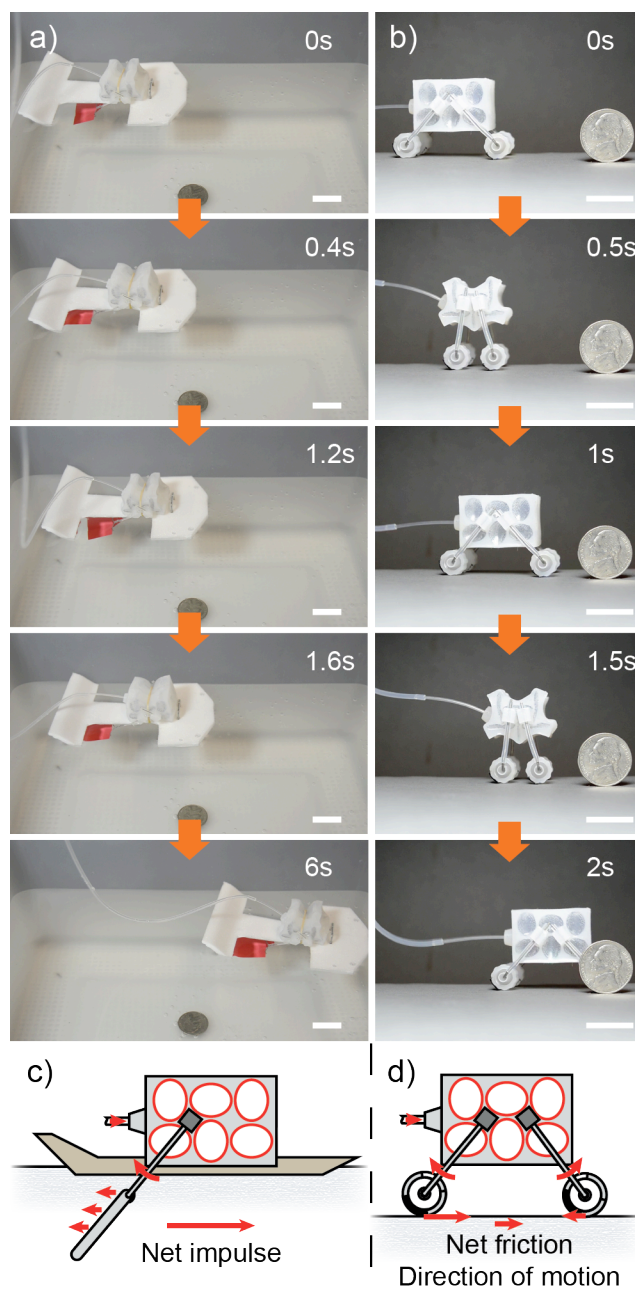 a)
0s
b)
0s
0.4s
0.5s
1.2s
1s
1.6s
1.5s
6s
2s
c)
d)
Net impulse
Net friction
Direction of motion